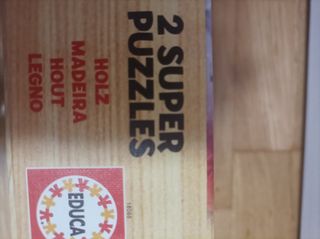 2 SUPER
PUZZLES
HOLZ
MADEIRA
HOUT
LEGNO
EDUCA